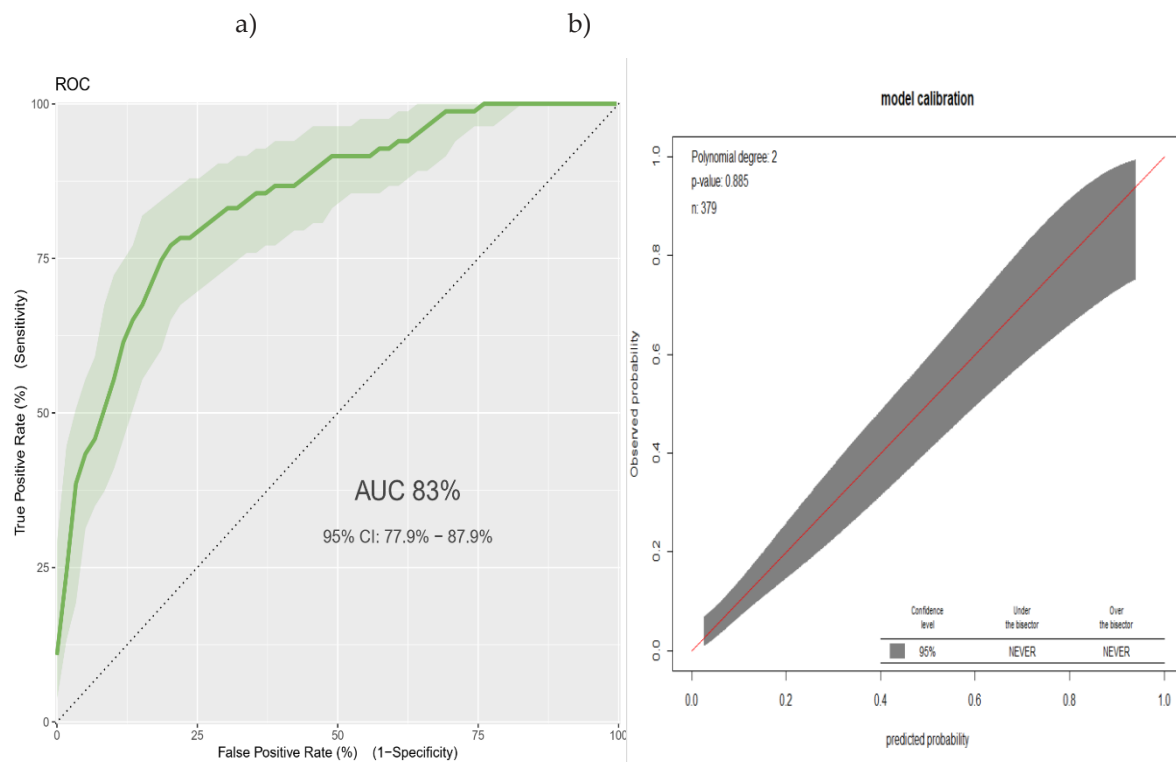 a)
b)
ROC
100
75
50
25
0
True Positive Rate (%) (Sensitivity)
AUC 83%
95% CI: 77.9% − 87.9%
0
25
50
75
100
False Positive Rate (%) (1−Specificity)
model calibration
Polynomial degree: 2
p-value: 0.885
n: 379
1.0
0.8
0.6
0.4
0.2
0.0
Observed probability
Confidence level
Under the bisector
Over the bisector
95%
NEVER
NEVER
0.0
0.2
0.4
0.6
0.8
1.0
predicted probability